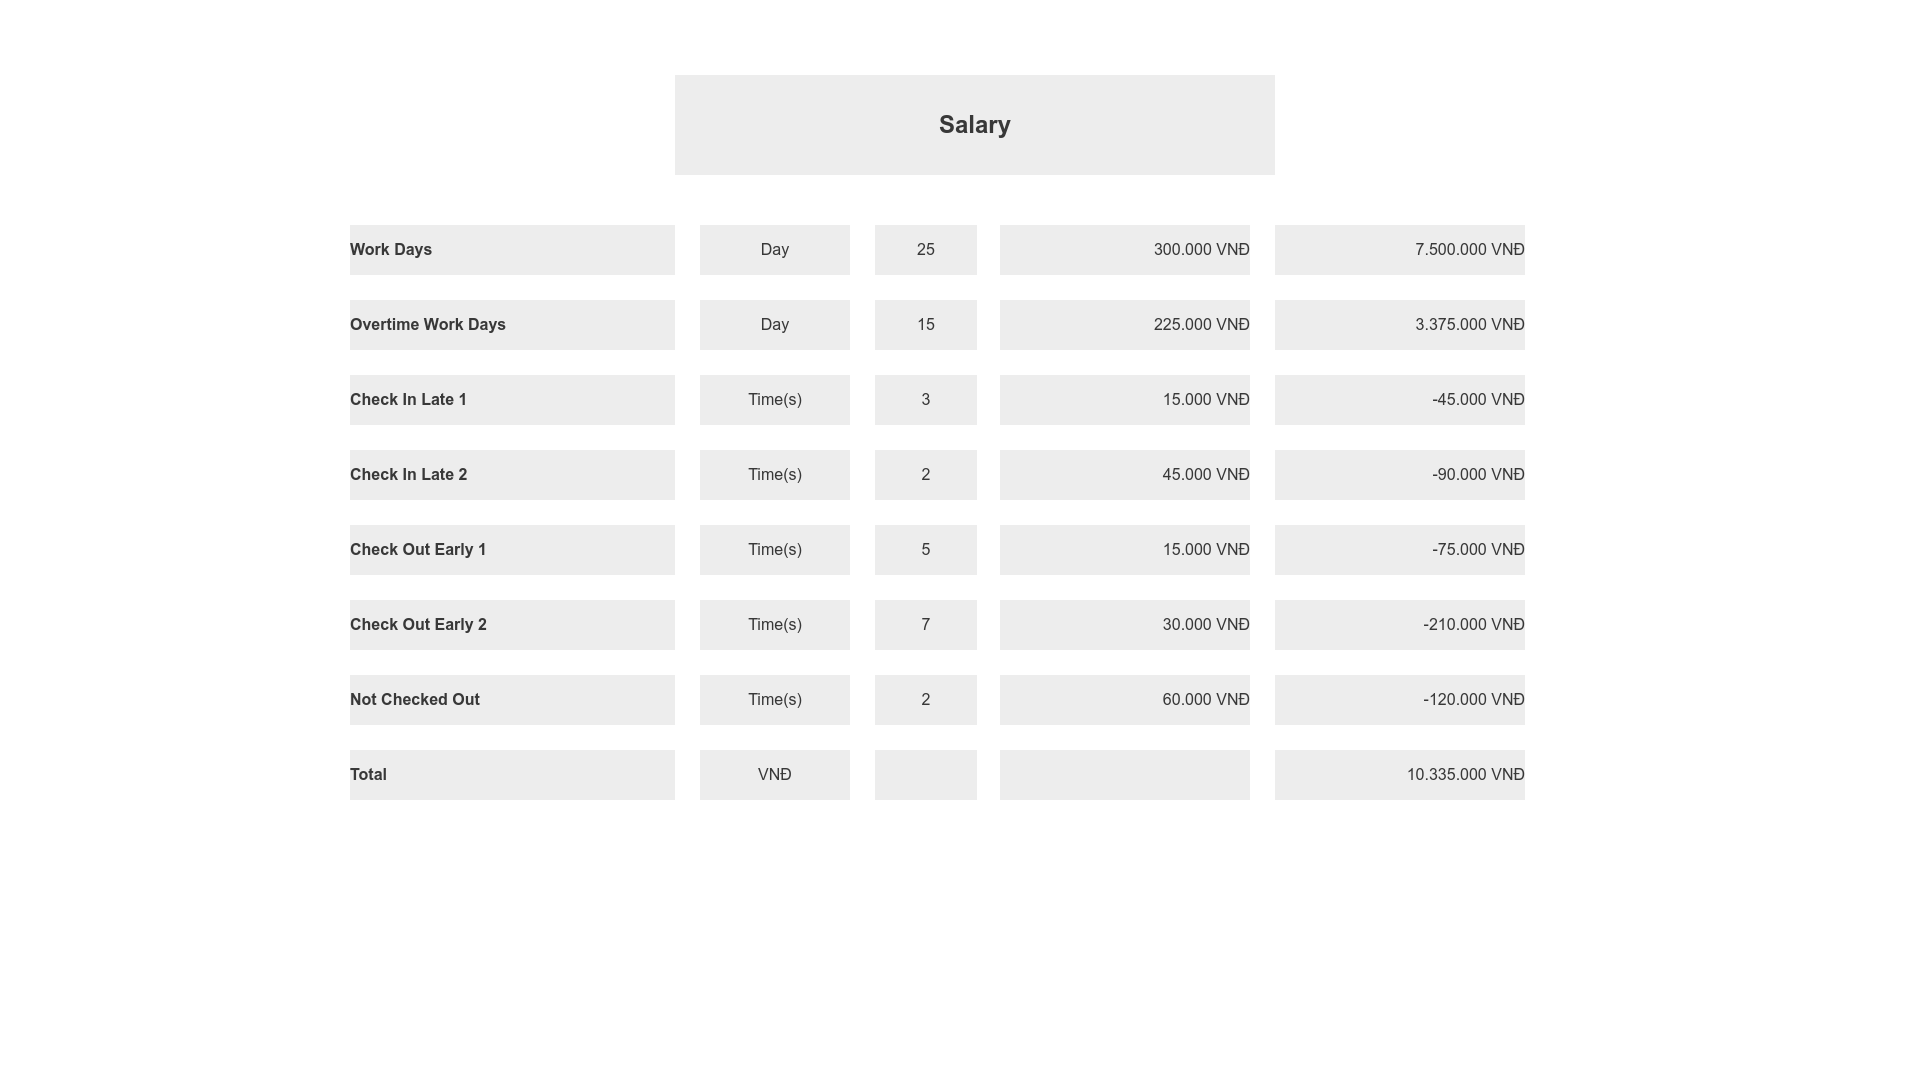 Salary
Work Days Day 25 300.000 VNĐ 7.500.000 VNĐ
Overtime Work Days Day 15 225.000 VNĐ 3.375.000 VNĐ
Check In Late 1 Time(s) 3 15.000 VNĐ -45.000 VNĐ
Check In Late 2 Time(s) 2 45.000 VNĐ -90.000 VNĐ
Check Out Early 1 Time(s) 5 15.000 VNĐ -75.000 VNĐ
Check Out Early 2 Time(s) 7 30.000 VNĐ -210.000 VNĐ
Not Checked Out Time(s) 2 60.000 VNĐ -120.000 VNĐ
Total VNĐ 10.335.000 VNĐ